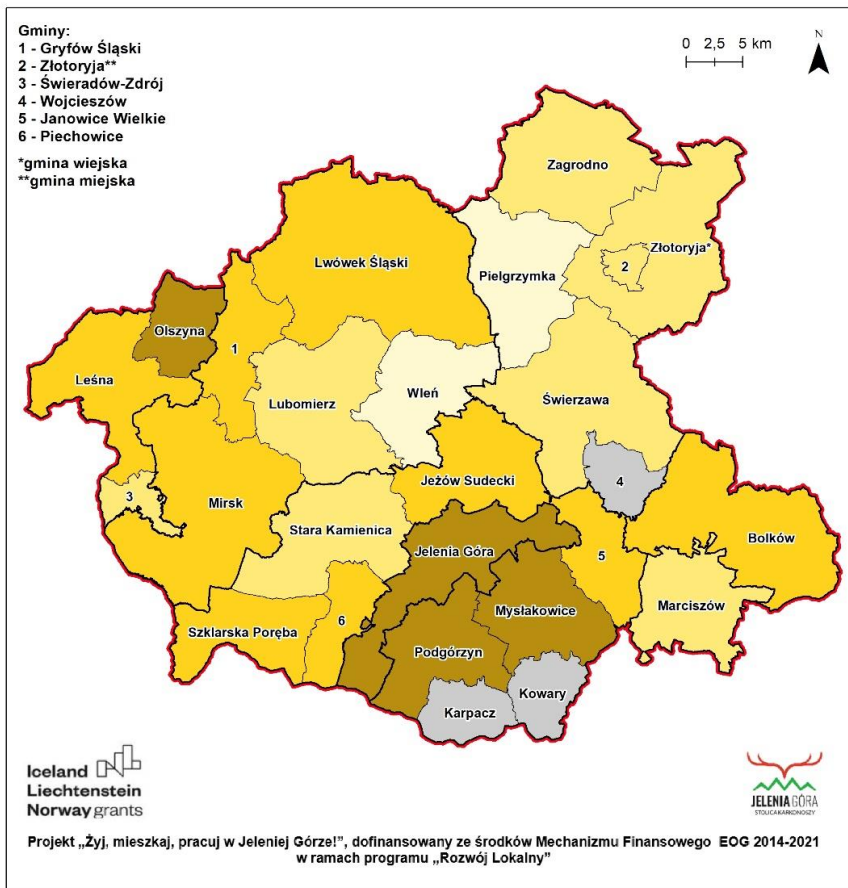 Gminy:
1 - Gryfów Śląski
2 - Złotoryja**
3 - Świeradów-Zdrój
4 - Wojcieszów
5 - Janowice Wielkie
6 - Piechowice
*gmina wiejska
**gmina miejska
0 2,5 5 km
N
Zagrodno
Złotoryja*
2
Pielgrzymka
Lwówek Śląski
Olszyna
1
Leśna
Lubomierz
Wleń
Świerzawa
4
Jeżów Sudecki
3
Mirsk
Stara Kamienica
Jelenia Góra
5
Bolków
Marciszów
Mysłakowice
6
Szklarska Poręba
Podgórzyn
Kowary
Karpacz
Iceland
Liechtenstein
Norway grants
JELENIA GÓRA
STOLICA KARKONOSZY
Projekt „Żyj, mieszkaj, pracuj w Jeleniej Górze!”, dofinansowany ze środków Mechanizmu Finansowego EOG 2014-2021
w ramach programu „Rozwój Lokalny”